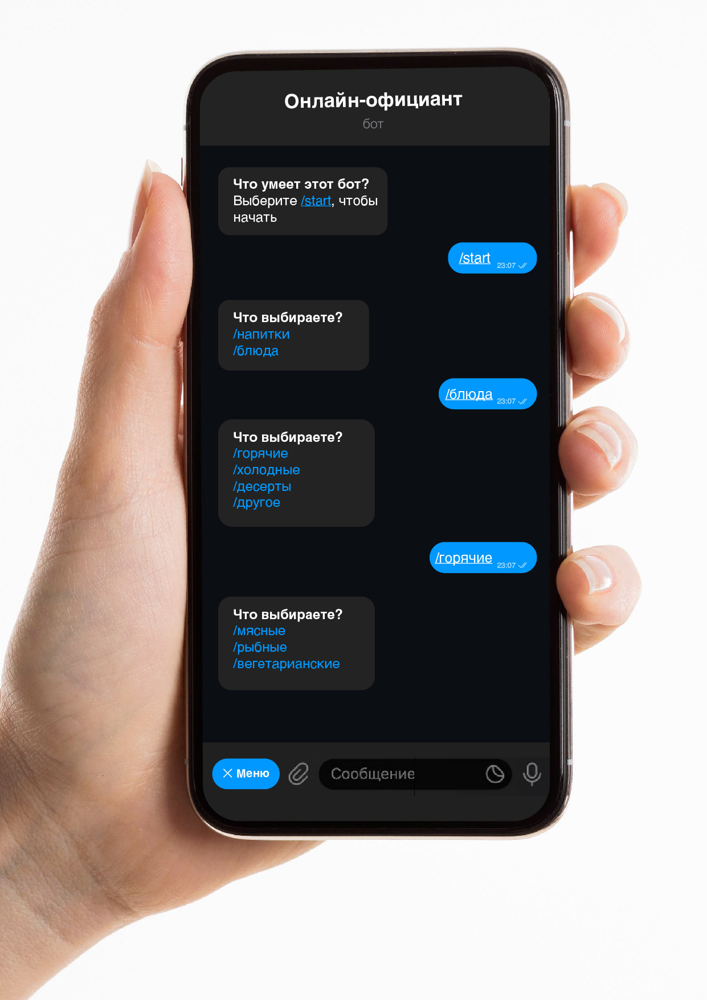 Онлайн-официант
бот
Что умеет этот бот?
Выберите /start, чтобы
начать
/start 23:07
Что выбираете?
/напитки
/блюда
/блюда 23:07
Что выбираете?
/горячие
/холодные
/десерты
/другое
/горячие 23:07
Что выбираете?
/мясные
/рыбные
/вегетарианские
Меню
Сообщение